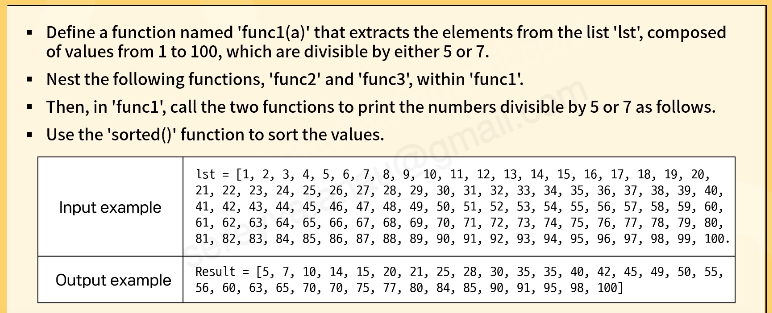 ▪ Define a function named 'func1(a)' that extracts the elements from the list 'lst', composed
of values from 1 to 100, which are divisible by either 5 or 7.
▪ Nest the following functions, 'func2' and 'func3', within 'func1'.
▪ Then, in 'func1', call the two functions to print the numbers divisible by 5 or 7 as follows.
▪ Use the 'sorted()' function to sort the values.
Input example
lst = [1, 2, 3, 4, 5, 6, 7, 8, 9, 10, 11, 12, 13, 14, 15, 16, 17, 18, 19, 20,
21, 22, 23, 24, 25, 26, 27, 28, 29, 30, 31, 32, 33, 34, 35, 36, 37, 38, 39, 40,
41, 42, 43, 44, 45, 46, 47, 48, 49, 50, 51, 52, 53, 54, 55, 56, 57, 58, 59, 60,
61, 62, 63, 64, 65, 66, 67, 68, 69, 70, 71, 72, 73, 74, 75, 76, 77, 78, 79, 80,
81, 82, 83, 84, 85, 86, 87, 88, 89, 90, 91, 92, 93, 94, 95, 96, 97, 98, 99, 100.
Output example
Result = [5, 7, 10, 14, 15, 20, 21, 25, 28, 30, 35, 35, 40, 42, 45, 49, 50, 55,
56, 60, 63, 65, 70, 70, 75, 77, 80, 84, 85, 90, 91, 95, 98, 100]